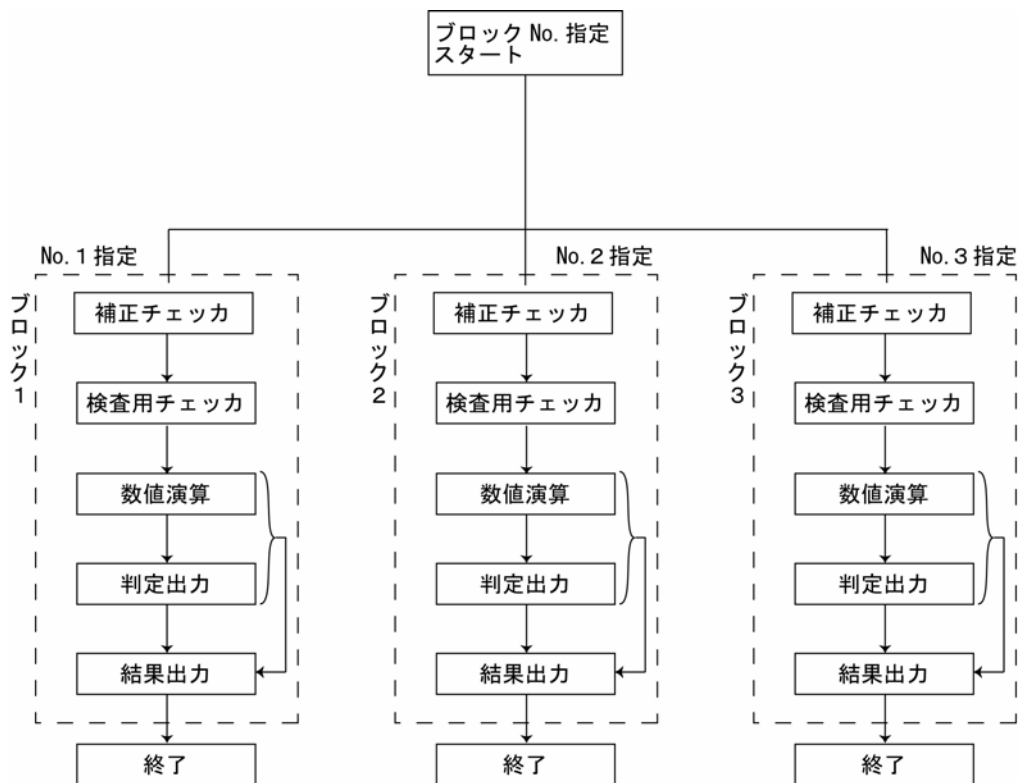 ブロック No. 指定
スタート
No. 1 指定
ブロック1
補正チェッカ
検査用チェッカ
数値演算
判定出力
結果出力
終了
No. 2 指定
ブロック2
補正チェッカ
検査用チェッカ
数値演算
判定出力
結果出力
終了
No. 3 指定
ブロック3
補正チェッカ
検査用チェッカ
数値演算
判定出力
結果出力
終了